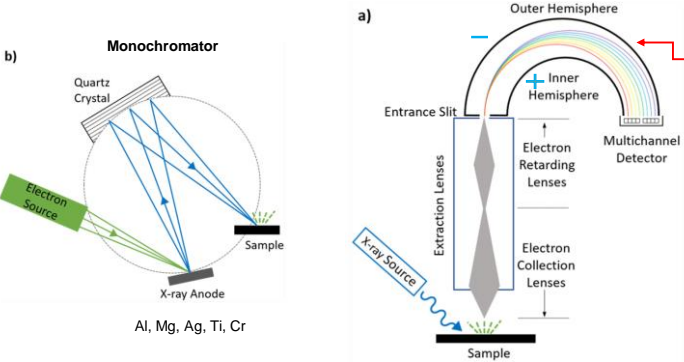 Monochromator
b)
Quartz
Crystal
Electron
Source
Sample
X-ray Anode
Al, Mg, Ag, Ti, Cr
a)
Outer Hemisphere
−
+
Inner
Hemisphere
Entrance Slit
Multichannel
Detector
Extraction Lenses
Electron
Retarding
Lenses
Electron
Collection
Lenses
X-ray Source
Sample